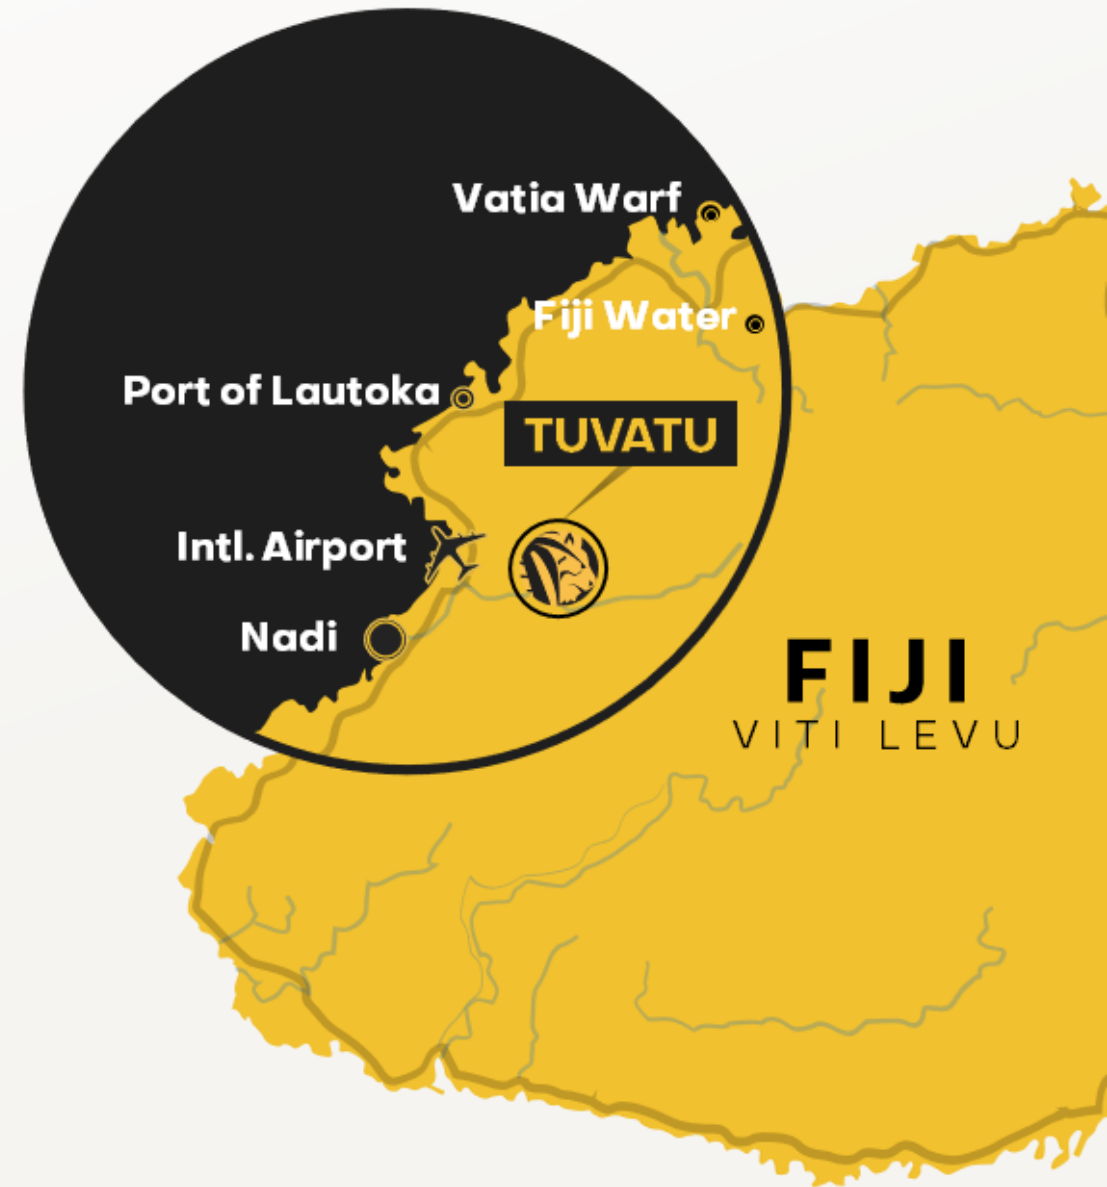 Vatia Warf
Fiji Water
Port of Lautoka
TUVATU
Intl. Airport
Nadi
FIJI
VITI LEVU